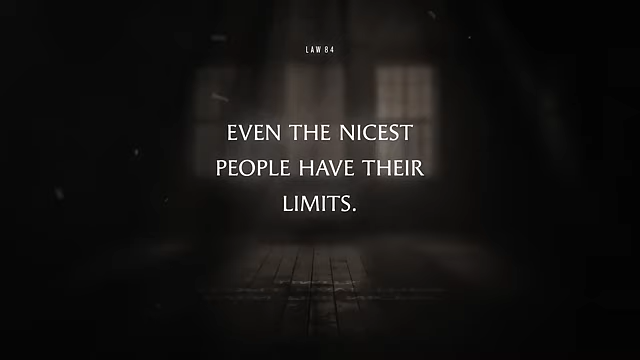 LAW 84
EVEN THE NICEST
PEOPLE HAVE THEIR
LIMITS.